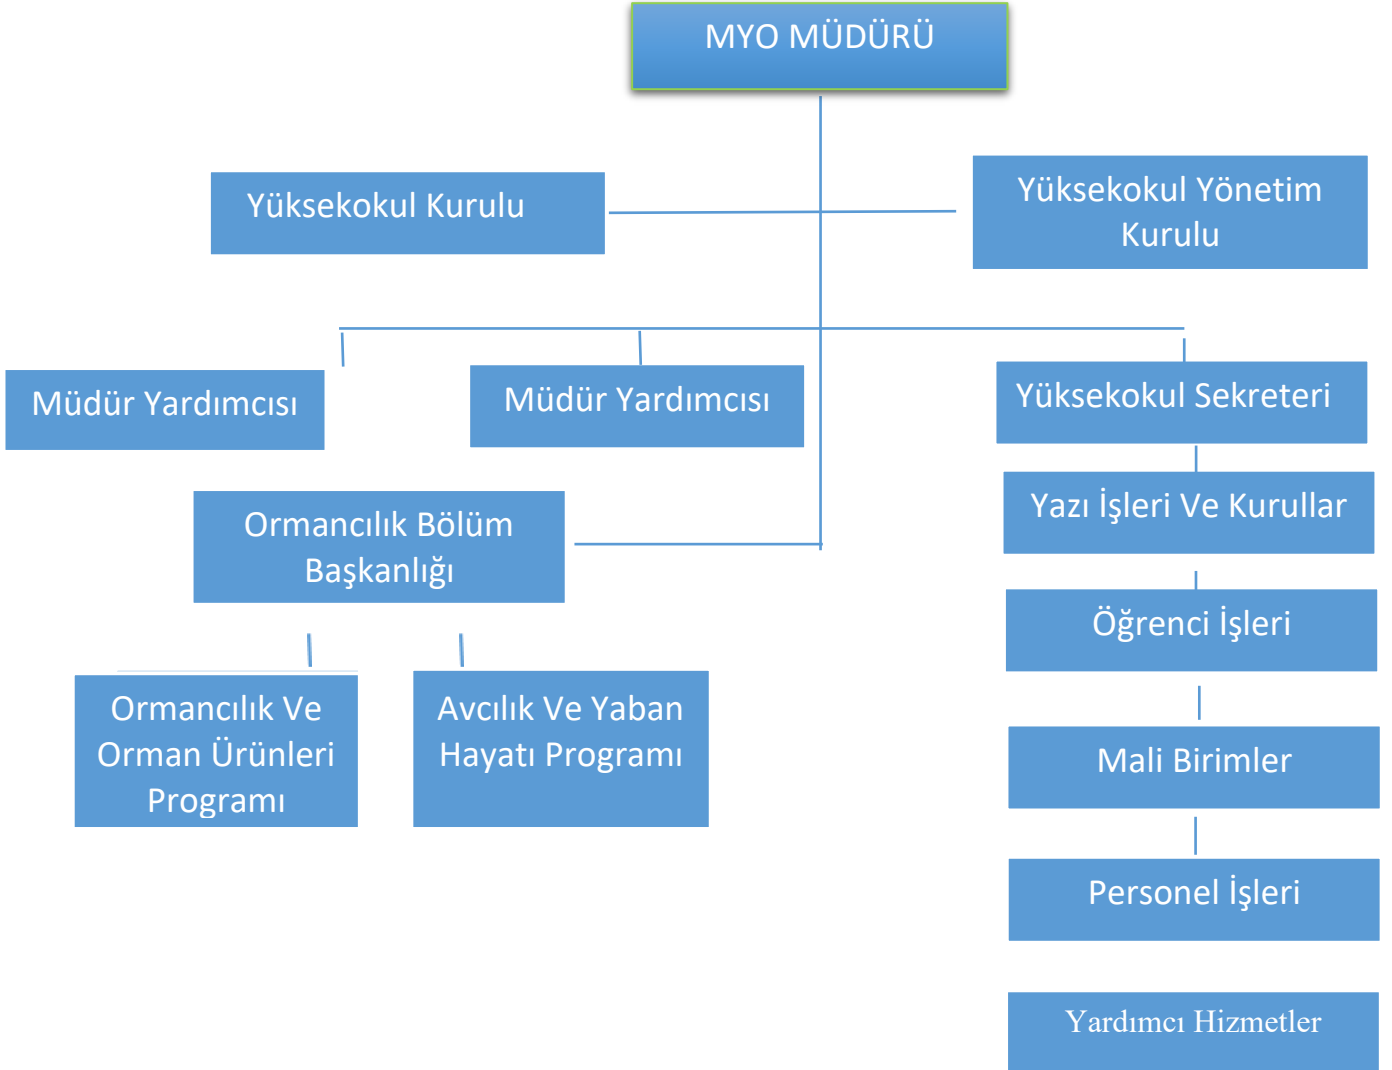 MYO MÜDÜRÜ
Yüksekokul Kurulu
Yüksekokul Yönetim
Kurulu
Müdür Yardımcısı
Müdür Yardımcısı
Yüksekokul Sekreteri
Ormancılık Bölüm
Başkanlığı
Yazı İşleri Ve Kurullar
Öğrenci İşleri
Ormancılık Ve
Orman Ürünleri
Programı
Avcılık Ve Yaban
Hayatı Programı
Mali Birimler
Personel İşleri
Yardımcı Hizmetler